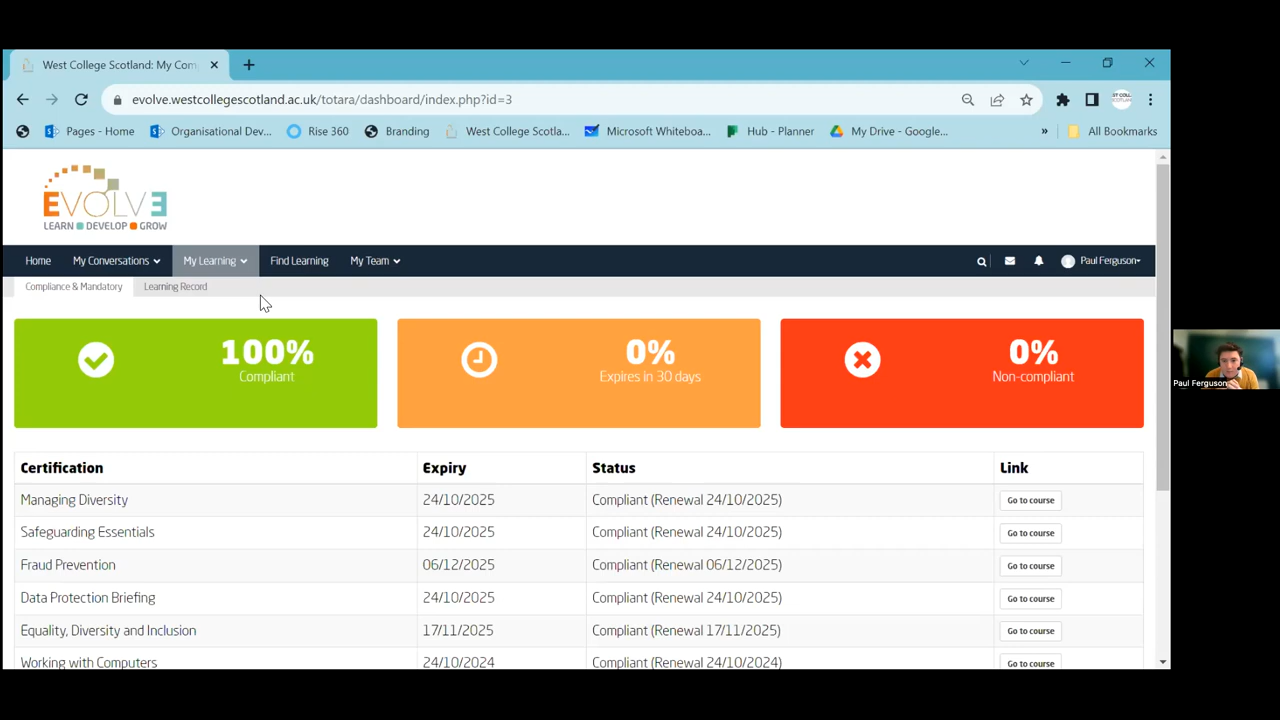 West College Scotland: My Com
evolve.westcollegescotland.ac.uk/totara/dashboard/index.php?id=3
Pages - Home Organisational Dev... Rise 360 Branding West College Scotla... Microsoft Whiteboa... Hub - Planner My Drive - Google... » All Bookmarks
EVOLVE
LEARN DEVELOP GROW
Home My Conversations My Learning Find Learning My Team Paul Ferguson
Compliance & Mandatory Learning Record
100% 0% 0%
Compliant Expires in 30 days Non-compliant
Paul Ferguson
Certification Expiry Status Link
Managing Diversity 24/10/2025 Compliant (Renewal 24/10/2025) Go to course
Safeguarding Essentials 24/10/2025 Compliant (Renewal 24/10/2025) Go to course
Fraud Prevention 06/12/2025 Compliant (Renewal 06/12/2025) Go to course
Data Protection Briefing 24/10/2025 Compliant (Renewal 24/10/2025) Go to course
Equality, Diversity and Inclusion 17/11/2025 Compliant (Renewal 17/11/2025) Go to course
Working with Computers 24/10/2024 Compliant (Renewal 24/10/2024) Go to course